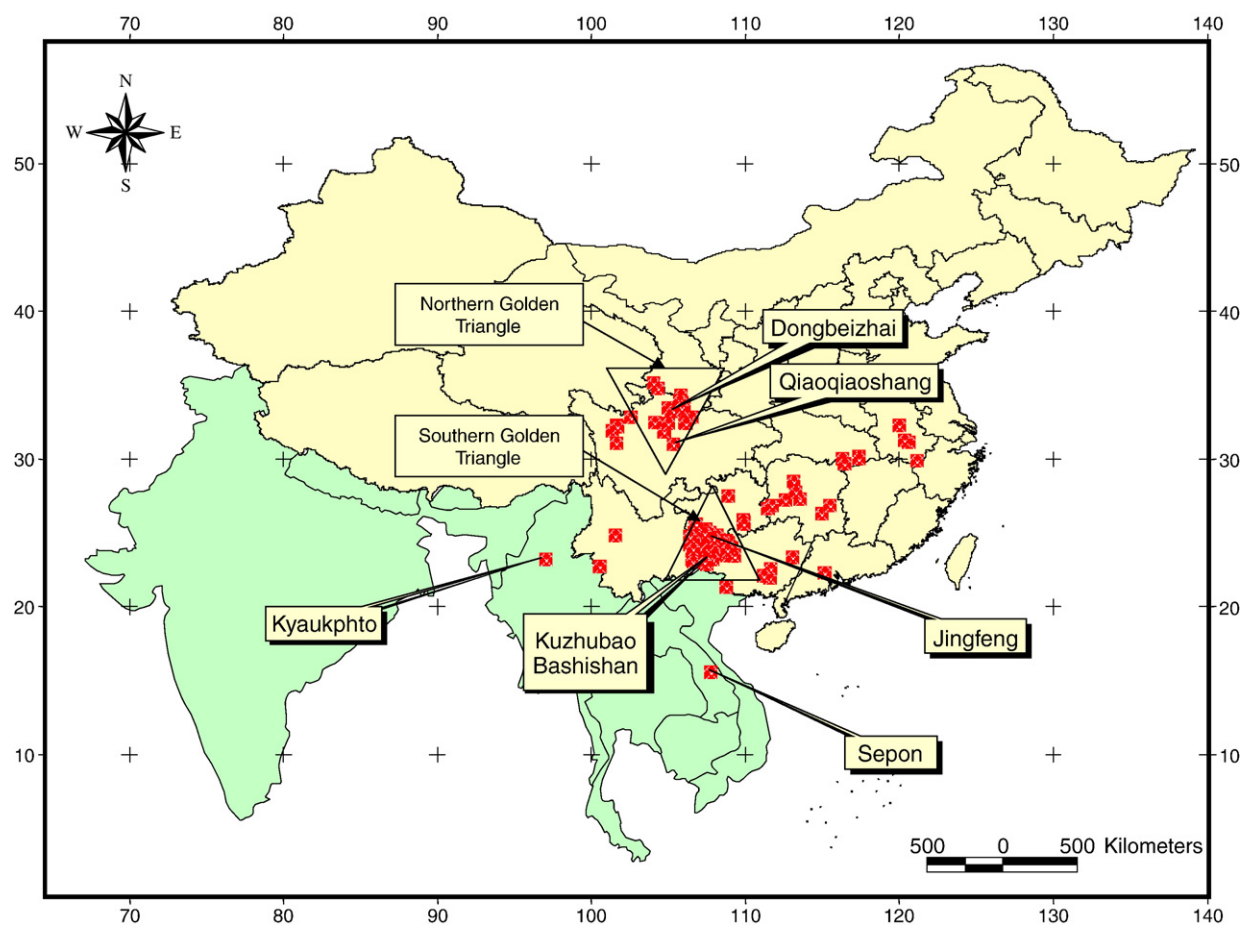 70 80 90 100 110 120 130 140
N
W E
S
50 50
Northern Golden
Triangle
40 40
Dongbeizhai
Qiaoqiaoshang
Southern Golden
Triangle
30 30
20 20
Kyaukphto
Kuzhubao
Bashishan
Jingfeng
Sepon
10 10
500 0 500 Kilometers
70 80 90 100 110 120 130 140